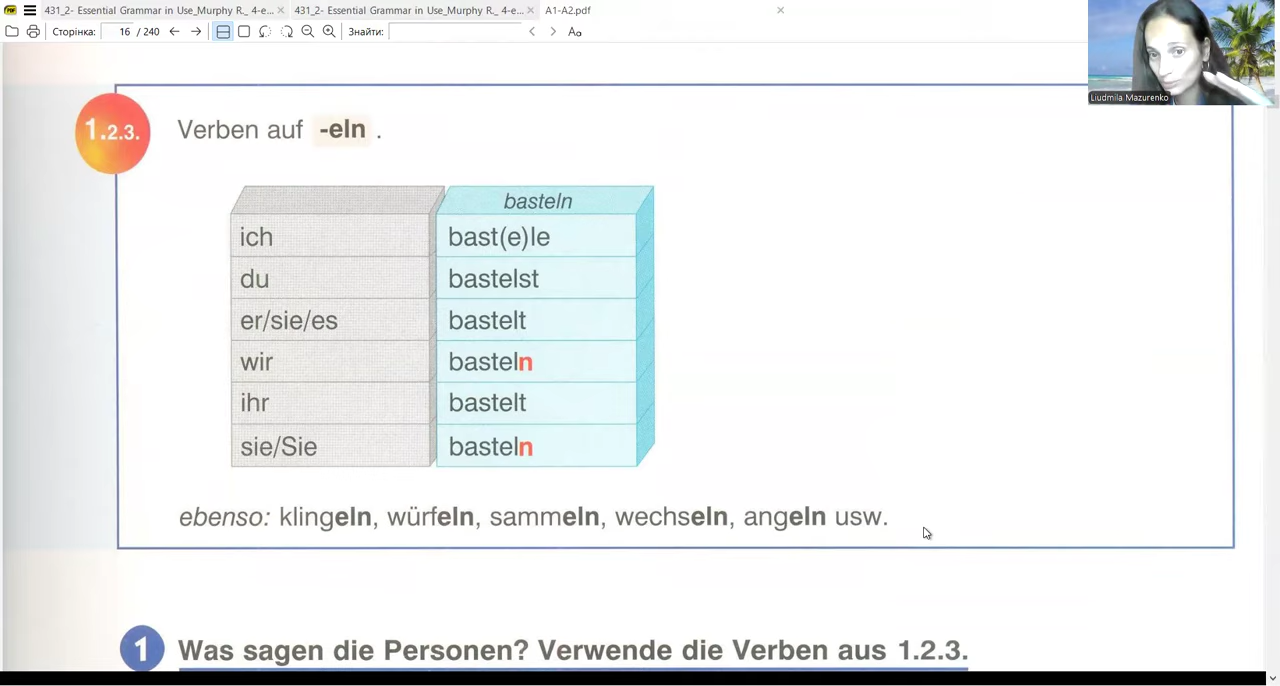 431_2- Essential Grammar in Use_Murphy R._ 4-e...
431_2- Essential Grammar in Use_Murphy R._ 4-e...
A1-A2.pdf
Сторінка: 16 / 240 Знайти: Aa
Liudmila Mazurenko
1.2.3. Verben auf -eln .
basteln
ich bast(e)le
du bastelst
er/sie/es bastelt
wir basteln
ihr bastelt
sie/Sie basteln
ebenso: klingeln, würfeln, sammeln, wechseln, angeln usw.
1 Was sagen die Personen? Verwende die Verben aus 1.2.3.